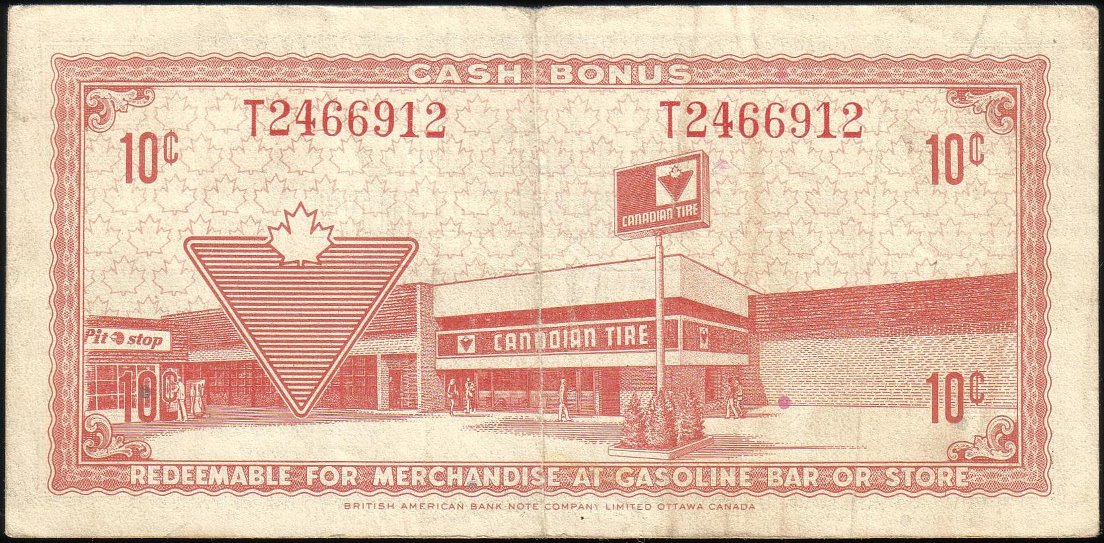 CASH BONUS
T2466912 T2466912
10¢ 10¢
CANADIAN TIRE
CANADIAN TIRE
Pit stop
10¢ 10¢
REDEEMABLE FOR MERCHANDISE AT GASOLINE BAR OR STORE
BRITISH AMERICAN BANK NOTE COMPANY LIMITED OTTAWA CANADA